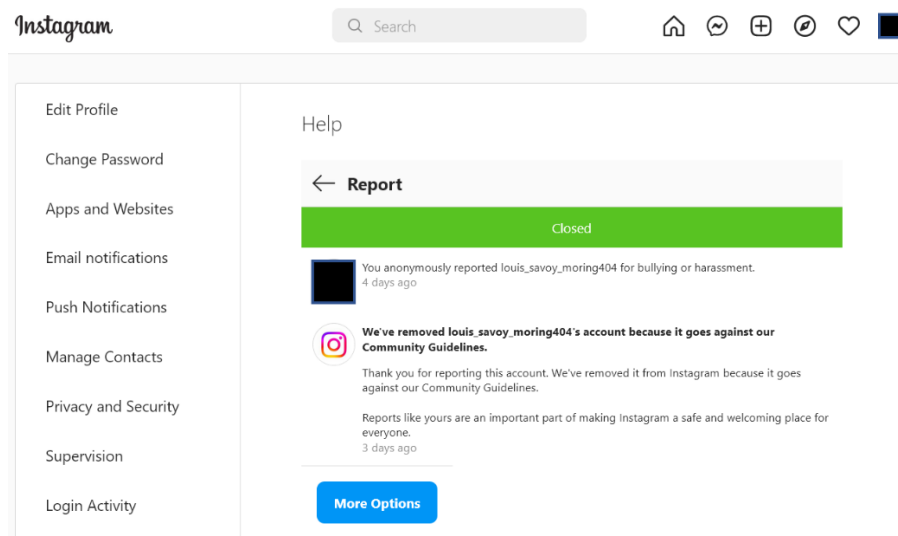 Instagram
Search
Edit Profile
Change Password
Apps and Websites
Email notifications
Push Notifications
Manage Contacts
Privacy and Security
Supervision
Login Activity
Help
Report
Closed
You anonymously reported louis_savoy_moring404 for bullying or harassment.
4 days ago
We've removed louis_savoy_moring404's account because it goes against our
Community Guidelines.
Thank you for reporting this account. We've removed it from Instagram because it goes
against our Community Guidelines.
Reports like yours are an important part of making Instagram a safe and welcoming place for
everyone.
3 days ago
More Options